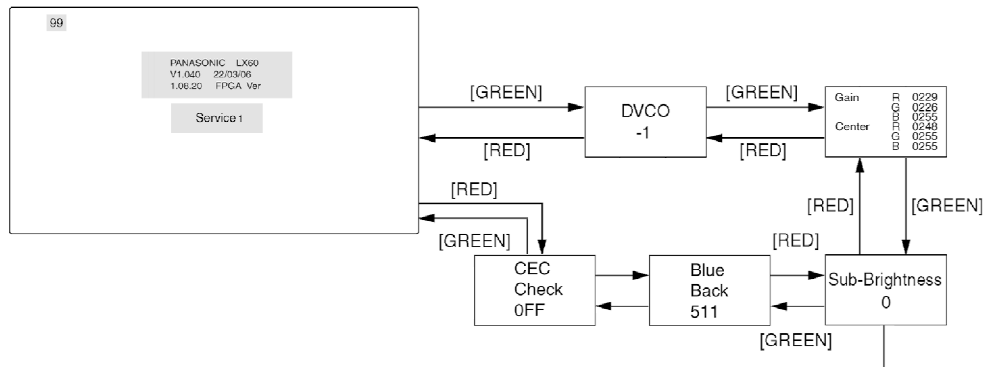 99
PANASONIC LX60
V1.040 22/03/06
1.08.20 FPGA Ver
Service 1
[GREEN]
[RED]
DVCO
-1
[GREEN]
[RED]
Gain R 0229
G 0226
B 0255
Center R 0248
G 0255
B 0255
[RED]
[GREEN]
[RED]
[GREEN]
CEC
Check
0FF
Blue
Back
511
[RED]
[GREEN]
Sub-Brightness
0